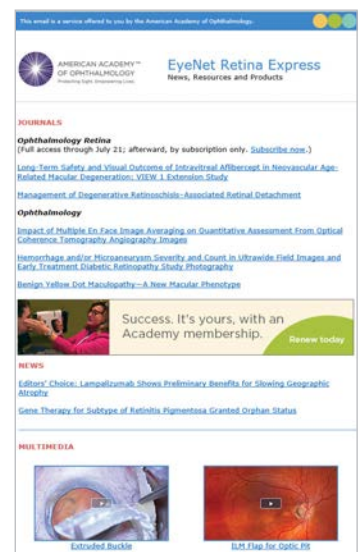 This email is a service offered to you by the American Academy of Ophthalmology.
AMERICAN ACADEMY™
OF OPHTHALMOLOGY
Protecting Sight. Empowering Lives.
EyeNet Retina Express
News, Resources and Products
JOURNALS
Ophthalmology Retina
(Full access through July 21; afterward, by subscription only. Subscribe now.)
Long-Term Safety and Visual Outcome of Intravitreal Aflibercept in Neovascular Age-
Related Macular Degeneration: VIEW 1 Extension Study
Management of Degenerative Retinoschisis-Associated Retinal Detachment
Ophthalmology
Impact of Multiple En Face Image Averaging on Quantitative Assessment From Optical
Coherence Tomography Angiography Images
Hemorrhage and/or Microaneurysm Severity and Count in Ultrawide Field Images and
Early Treatment Diabetic Retinopathy Study Photography
Benign Yellow Dot Maculopathy—A New Macular Phenotype
Success. It's yours, with an
Academy membership.
Renew today
NEWS
Editors' Choice: Lampalizumab Shows Preliminary Benefits for Slowing Geographic
Atrophy
Gene Therapy for Subtype of Retinitis Pigmentosa Granted Orphan Status
MULTIMEDIA
Extruded Buckle
ILM Flap for Optic Pit